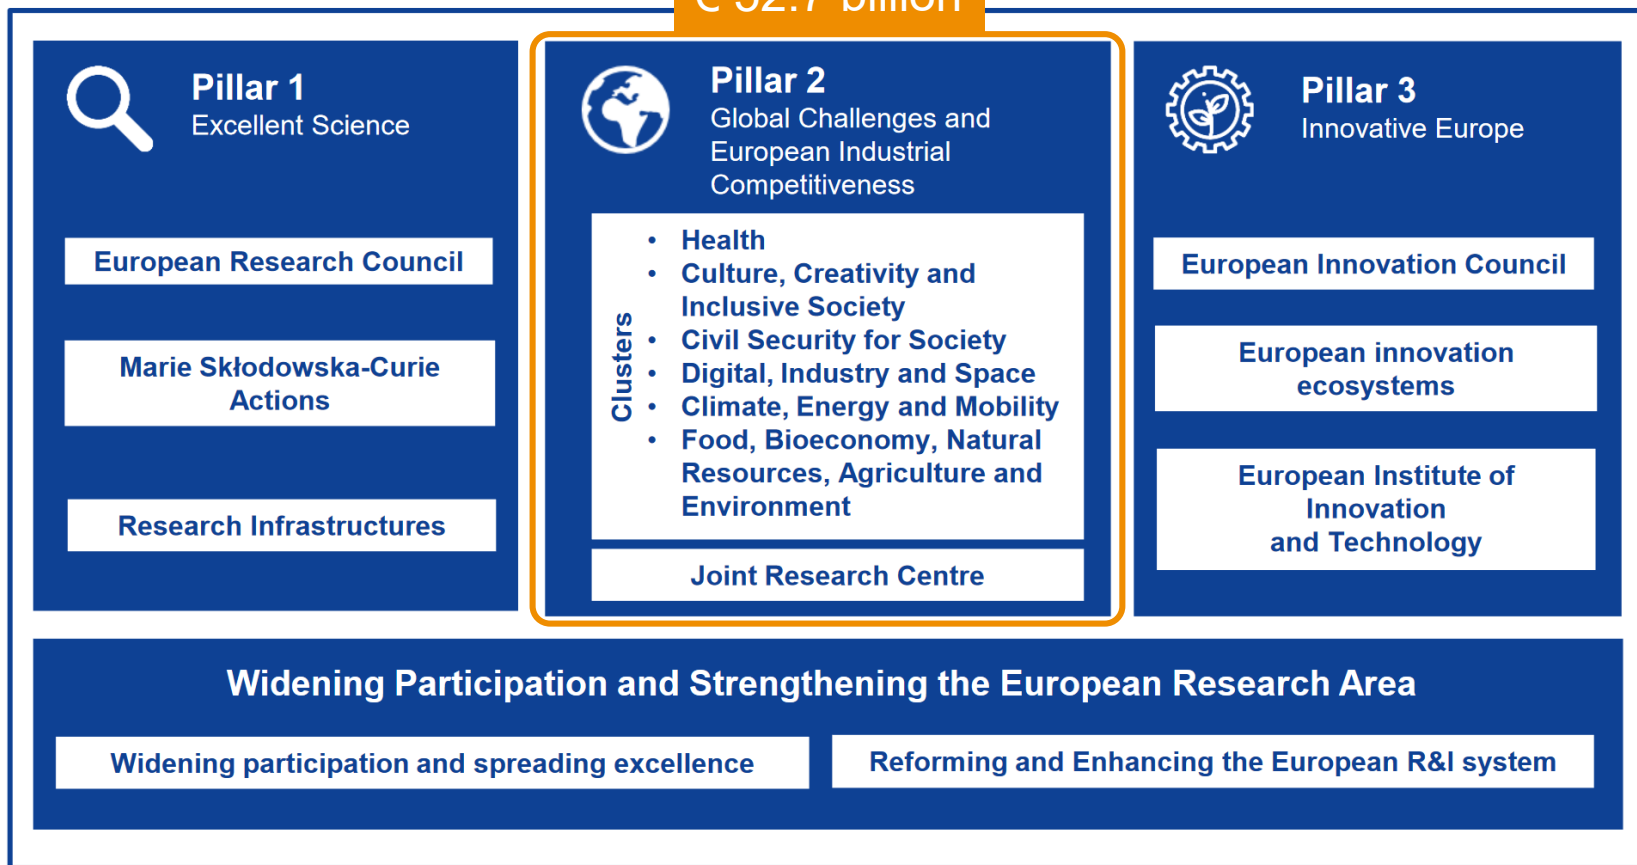 € 52.7 billion
Pillar 1
Excellent Science
European Research Council
Marie Skłodowska-Curie
Actions
Research Infrastructures
Pillar 2
Global Challenges and
European Industrial
Competitiveness
Clusters
• Health
• Culture, Creativity and
Inclusive Society
• Civil Security for Society
• Digital, Industry and Space
• Climate, Energy and Mobility
• Food, Bioeconomy, Natural
Resources, Agriculture and
Environment
Joint Research Centre
Pillar 3
Innovative Europe
European Innovation Council
European innovation
ecosystems
European Institute of
Innovation
and Technology
Widening Participation and Strengthening the European Research Area
Widening participation and spreading excellence
Reforming and Enhancing the European R&I system